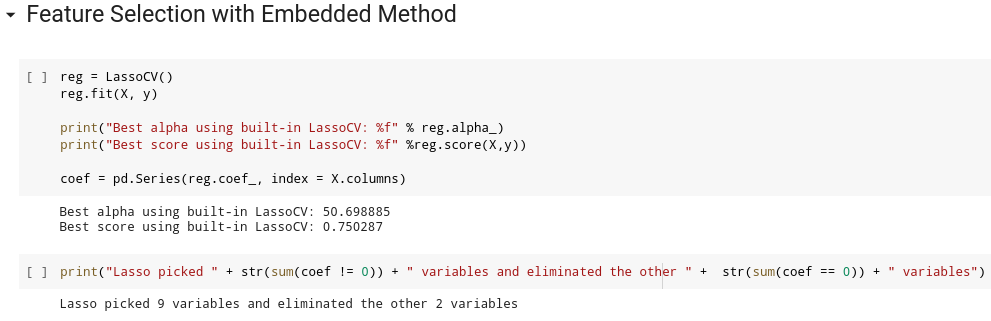 Feature Selection with Embedded Method
[ ] reg = LassoCV()
reg.fit(X, y)
print("Best alpha using built-in LassoCV: %f" % reg.alpha_)
print("Best score using built-in LassoCV: %f" %reg.score(X,y))
coef = pd.Series(reg.coef_, index = X.columns)
Best alpha using built-in LassoCV: 50.698885
Best score using built-in LassoCV: 0.750287
[ ] print("Lasso picked " + str(sum(coef != 0)) + " variables and eliminated the other " +  str(sum(coef == 0)) + " variables")
Lasso picked 9 variables and eliminated the other 2 variables